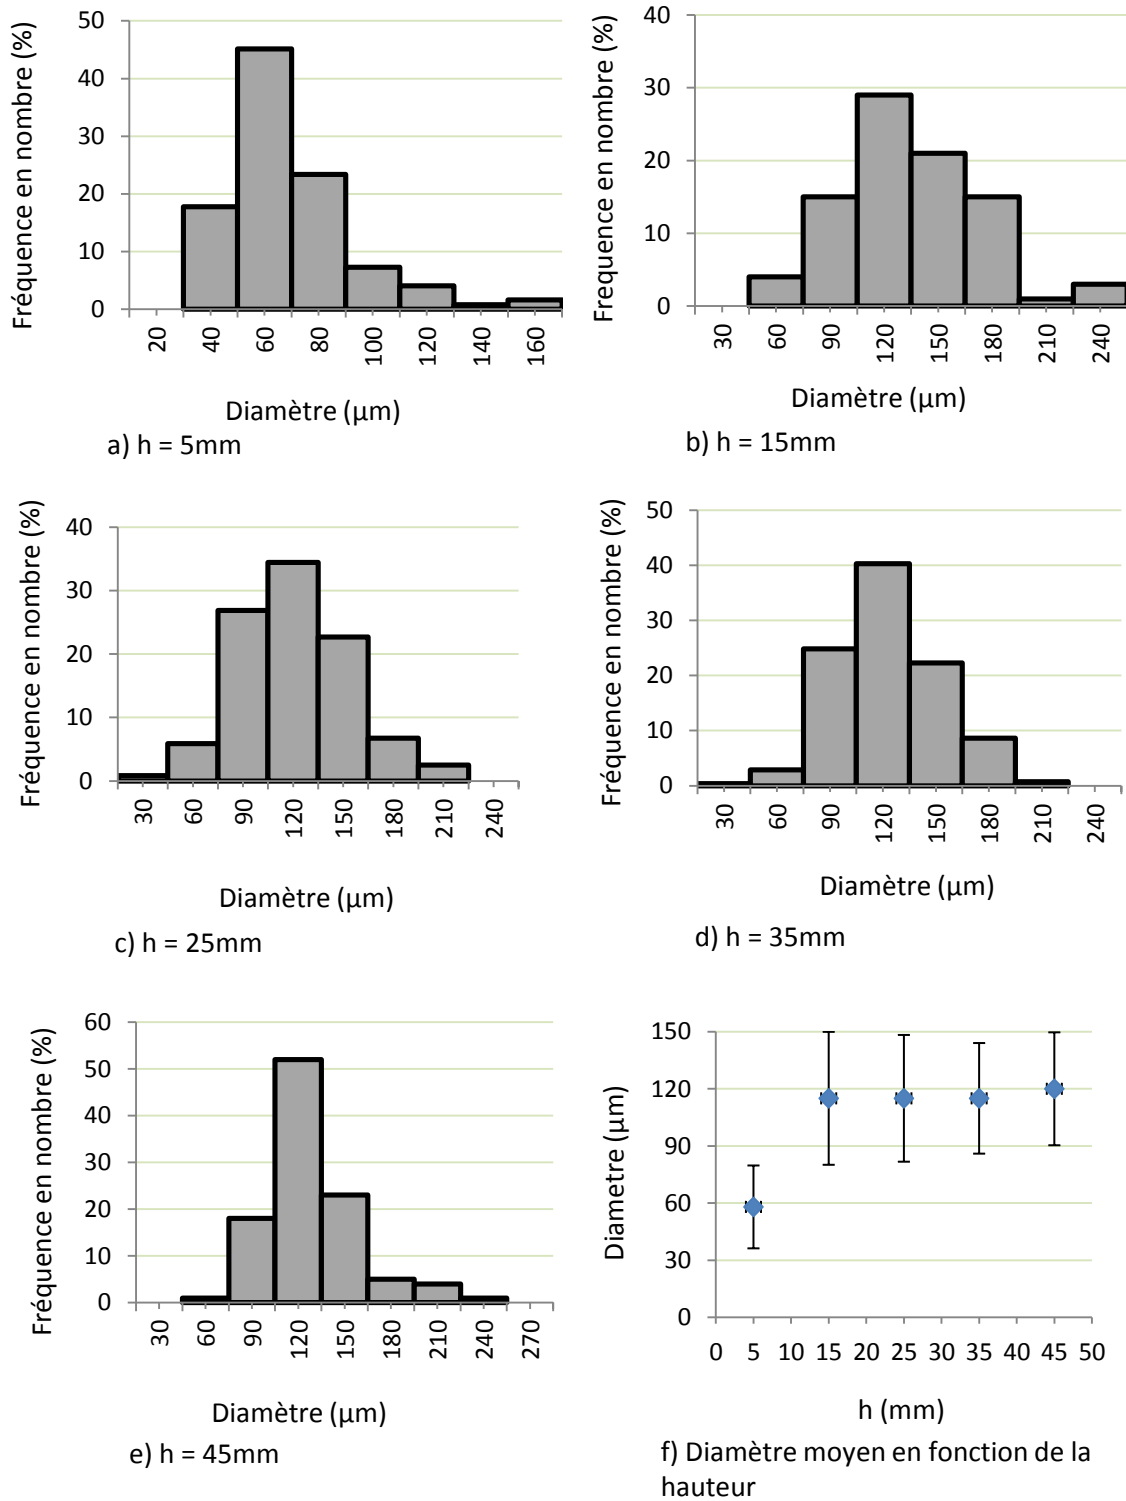 Fréquence en nombre (%)
50
40
30
20
10
0
20 40 60 80 100 120 140 160
Diamètre (µm)
a) h = 5mm
Frequence en nombre (%)
40
30
20
10
0
30 60 90 120 150 180 210 240
Diamètre (µm)
b) h = 15mm
Fréquence en nombre (%)
40
30
20
10
0
30 60 90 120 150 180 210 240
Diamètre (µm)
c) h = 25mm
Fréquence en nombre (%)
50
40
30
20
10
0
30 60 90 120 150 180 210 240
Diamètre (µm)
d) h = 35mm
Fréquence en nombre (%)
60
50
40
30
20
10
0
30 60 90 120 150 180 210 240 270
Diamètre (µm)
e) h = 45mm
Diametre (µm)
150
120
90
60
30
0
0 5 10 15 20 25 30 35 40 45 50
h (mm)
f) Diamètre moyen en fonction de la
hauteur